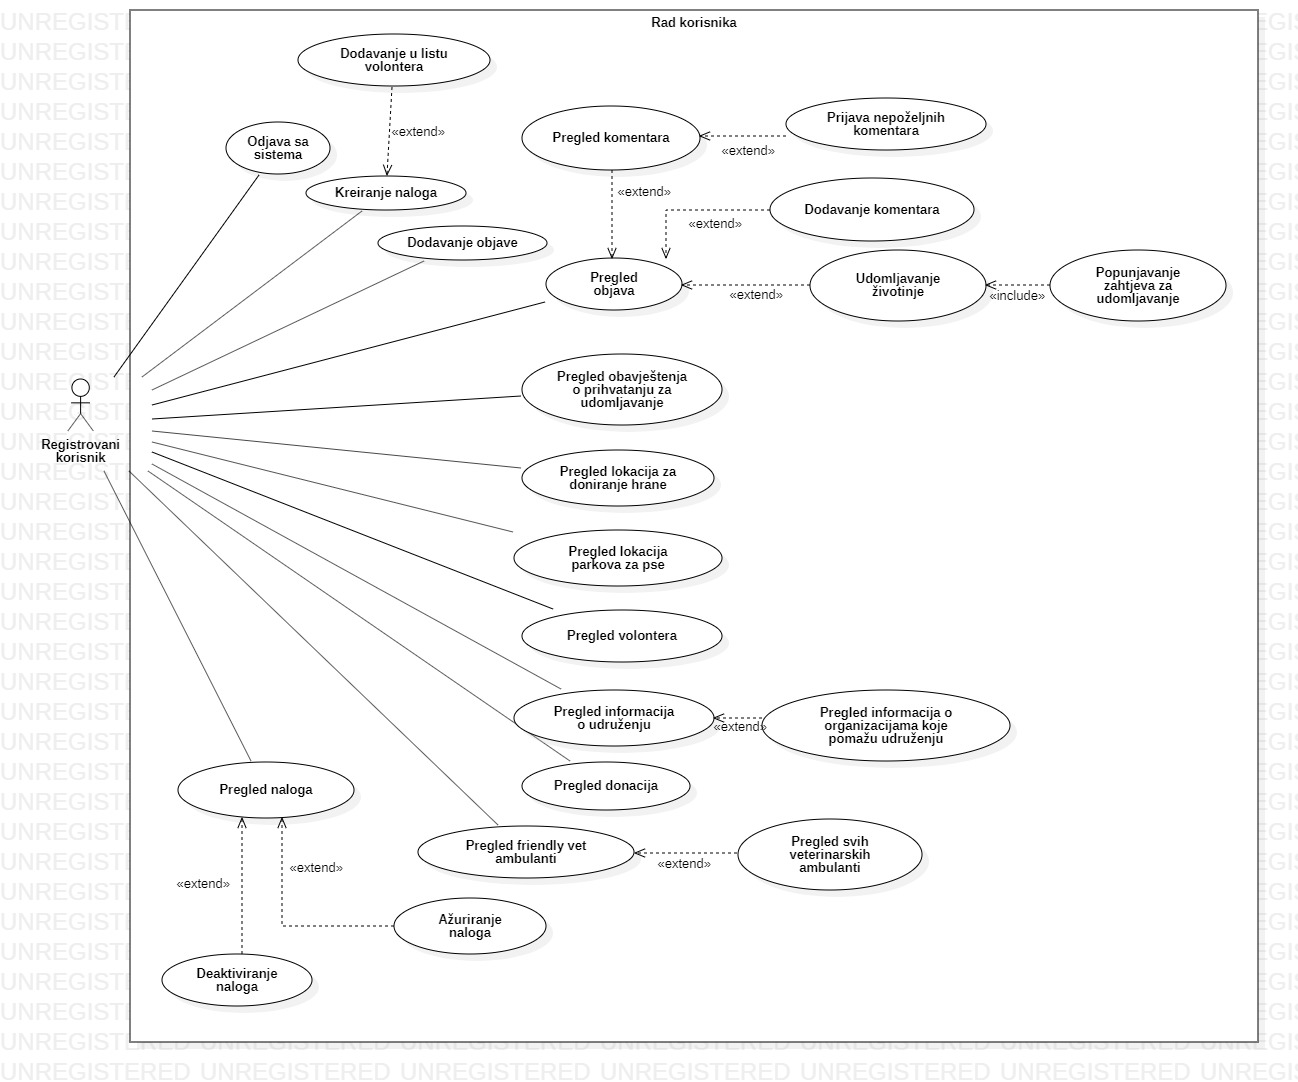 Rad korisnika
Dodavanje u listu
volontera
«extend»
Odjava sa
sistema
Kreiranje naloga
Dodavanje objave
Pregled komentara
«extend»
Prijava nepoželjnih
komentara
«extend»
Dodavanje komentara
«extend»
Pregled
objava
«extend»
Udomljavanje
životinje
«include»
Popunjavanje
zahtjeva za
udomljavanje
Registrovani
korisnik
Pregled obavještenja
o prihvatanju za
udomljavanje
Pregled lokacija za
doniranje hrane
Pregled lokacija
parkova za pse
Pregled volontera
Pregled informacija
o udruženju
«extend»
Pregled informacija o
organizacijama koje
pomažu udruženju
Pregled donacija
Pregled naloga
Pregled friendly vet
ambulanti
«extend»
Pregled svih
veterinarskih
ambulanti
«extend»
«extend»
Ažuriranje
naloga
Deaktiviranje
naloga
UNREGISTERED UNREGISTERED UNREGISTERED UNREGISTERED UNREGISTERED UNREGISTERED